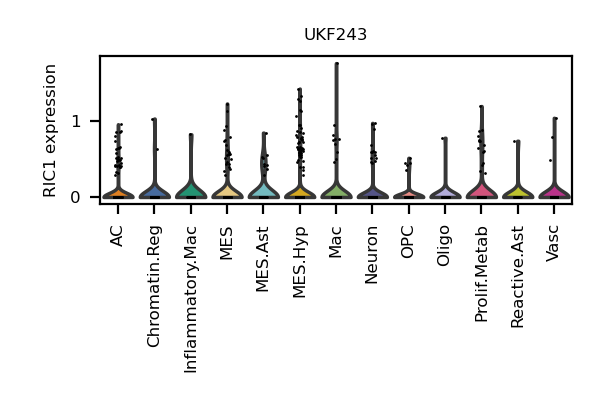 UKF243
RIC1 expression
1
0
AC
Chromatin.Reg
Inflammatory.Mac
MES
MES.Ast
MES.Hyp
Mac
Neuron
OPC
Oligo
Prolif.Metab
Reactive.Ast
Vasc